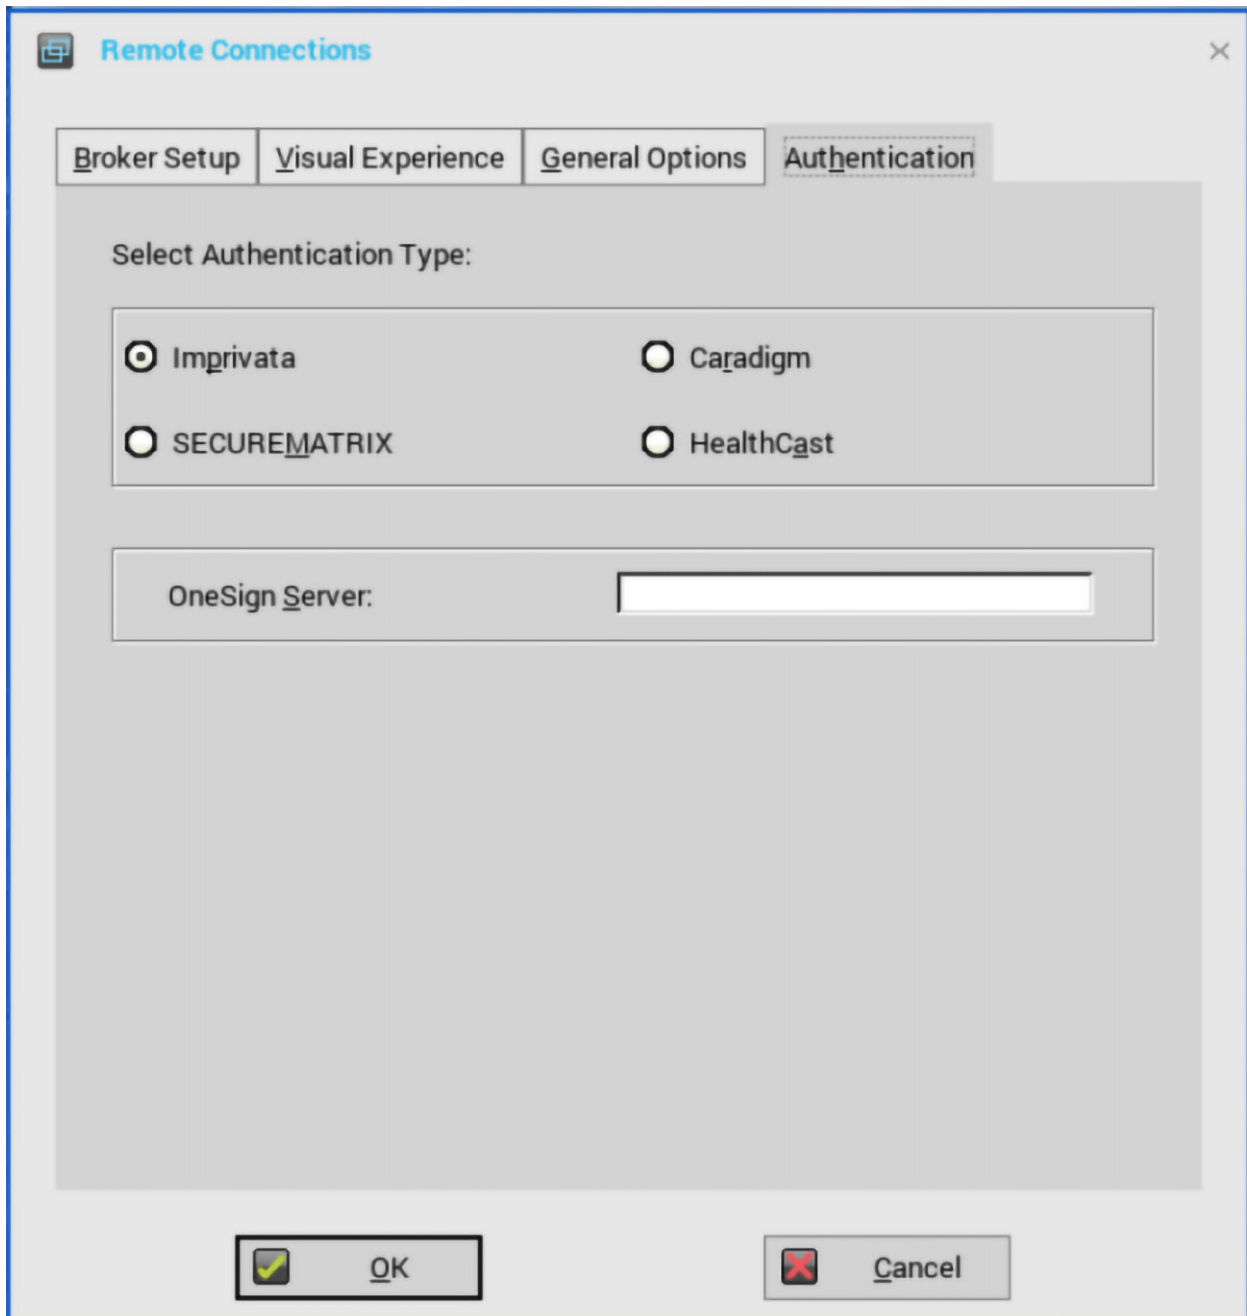 Remote Connections
Broker Setup Visual Experience General Options Authentication
Select Authentication Type:
Imprivata Caradigm
SECUREMATRIX HealthCast
OneSign Server:
OK Cancel